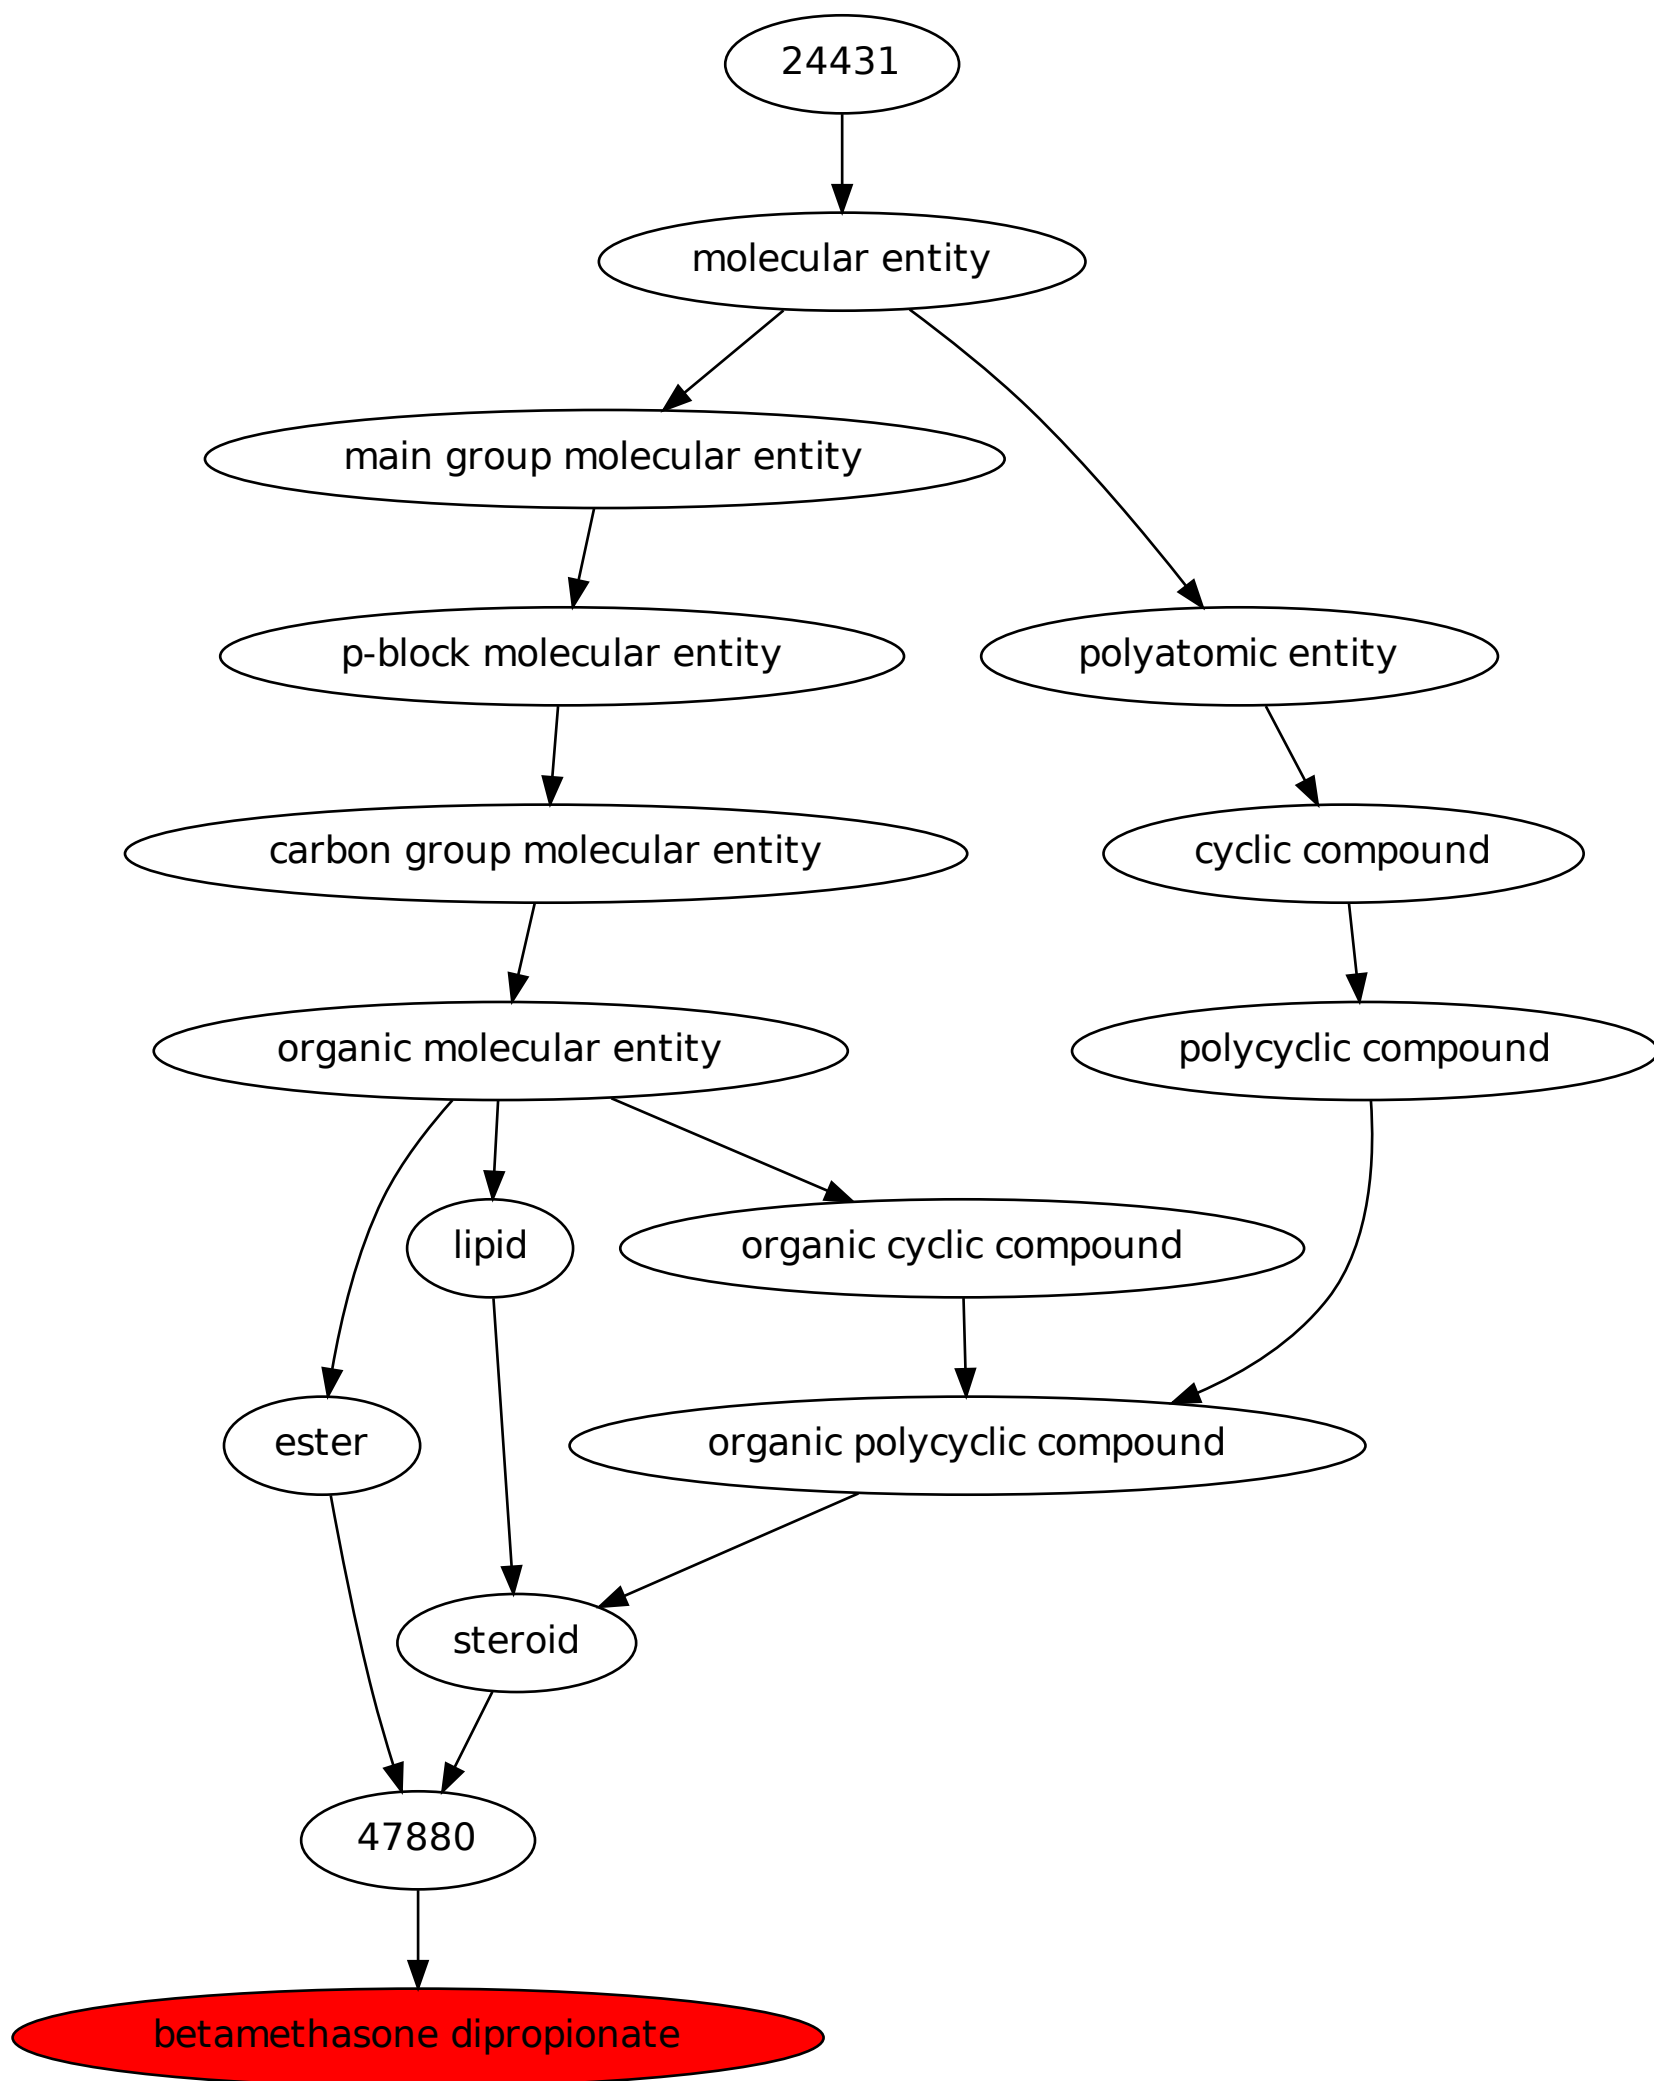 24431
molecular entity
main group molecular entity
p-block molecular entity
polyatomic entity
carbon group molecular entity
cyclic compound
organic molecular entity
polycyclic compound
lipid
organic cyclic compound
ester
organic polycyclic compound
steroid
47880
betamethasone dipropionate